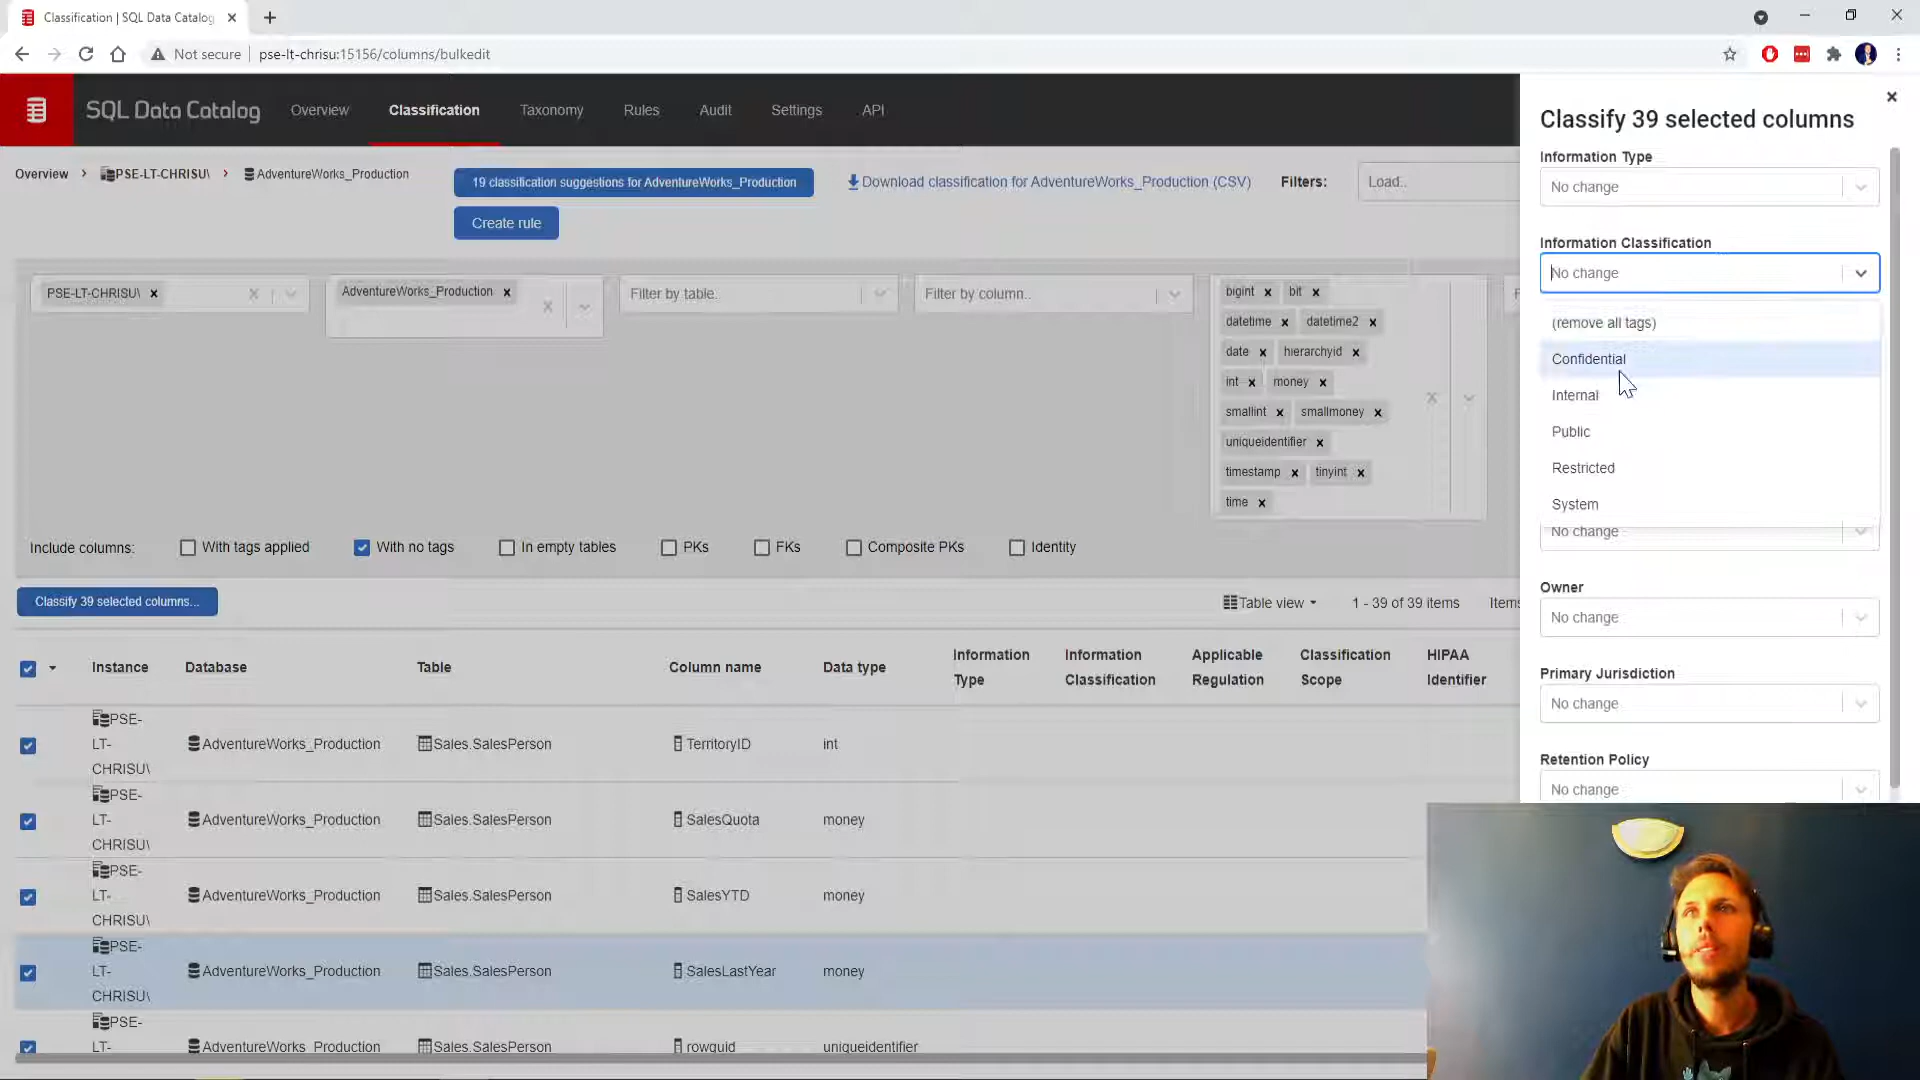 Classification | SQL Data Catalog
Not secure
pse-lt-chrisu:15156/columns/bulkedit
SQL Data Catalog
Overview
Classification
Taxonomy
Rules
Audit
Settings
API
Overview > PSE-LT-CHRISU\ > AdventureWorks_Production
19 classification suggestions for AdventureWorks_Production
Download classification for AdventureWorks_Production (CSV)
Filters:
Load..
Create rule
PSE-LT-CHRISU\
AdventureWorks_Production
Filter by table.
Filter by column..
bigint
bit
datetime
datetime2
date
hierarchyid
int
money
smallint
smallmoney
uniqueidentifier
timestamp
tinyint
time
Include columns:
With tags applied
With no tags
In empty tables
PKs
FKs
Composite PKs
Identity
Classify 39 selected columns...
Table view
1 - 39 of 39 items
Items
Instance Database Table Column name Data type Information Type Information Classification Applicable Regulation Classification Scope HIPAA Identifier
PSE-LT-CHRISU\ AdventureWorks_Production Sales.SalesPerson TerritoryID int
PSE-LT-CHRISU\ AdventureWorks_Production Sales.SalesPerson SalesQuota money
PSE-LT-CHRISU\ AdventureWorks_Production Sales.SalesPerson SalesYTD money
PSE-LT-CHRISU\ AdventureWorks_Production Sales.SalesPerson SalesLastYear money
PSE-LT- AdventureWorks_Production Sales.SalesPerson rowguid uniqueidentifier
Classify 39 selected columns
Information Type
No change
Information Classification
No change
(remove all tags)
Confidential
Internal
Public
Restricted
System
No change
Owner
No change
Primary Jurisdiction
No change
Retention Policy
No change